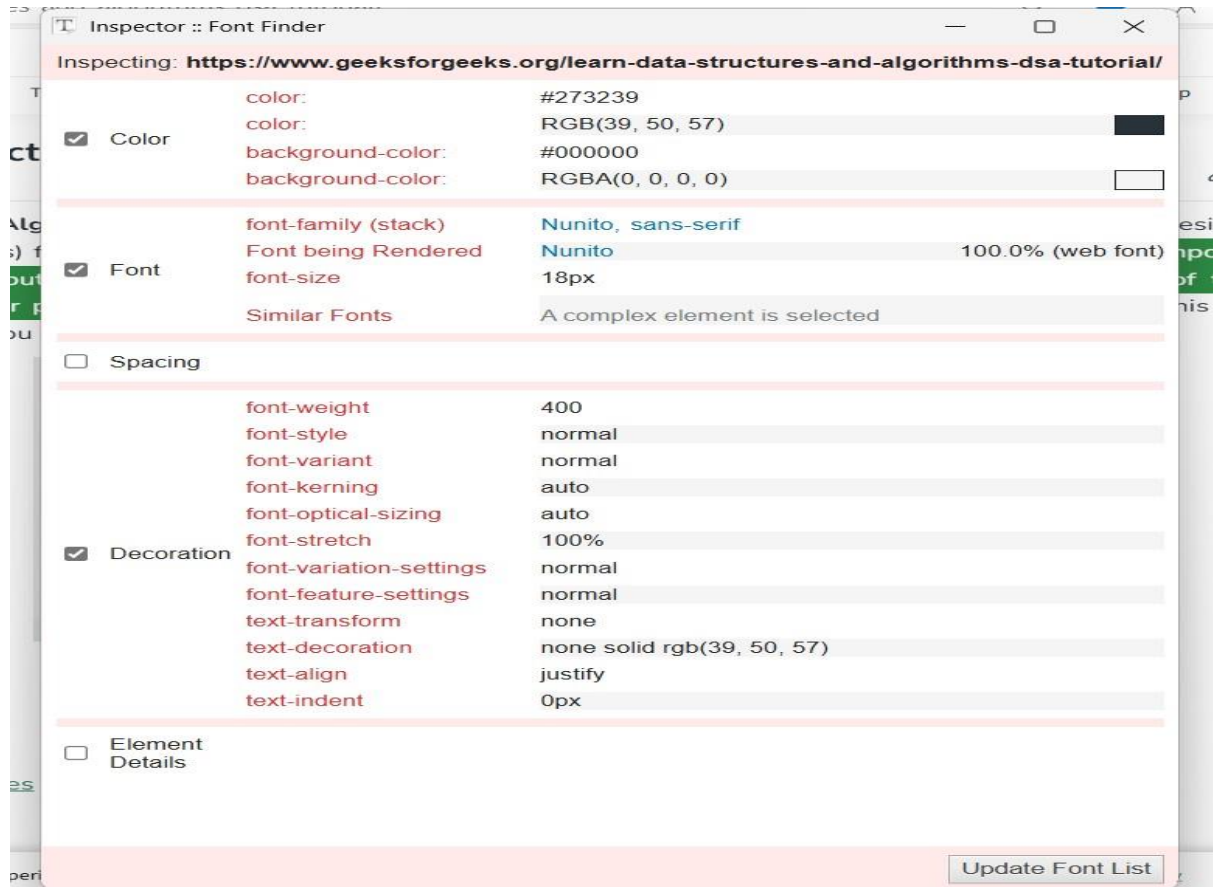 Inspector :: Font Finder
Inspecting: https://www.geeksforgeeks.org/learn-data-structures-and-algorithms-dsa-tutorial/
Color
color: #273239
color: RGB(39, 50, 57)
background-color: #000000
background-color: RGBA(0, 0, 0, 0)
Font
font-family (stack) Nunito, sans-serif
Font being Rendered Nunito 100.0% (web font)
font-size 18px
Similar Fonts A complex element is selected
Spacing
Decoration
font-weight 400
font-style normal
font-variant normal
font-kerning auto
font-optical-sizing auto
font-stretch 100%
font-variation-settings normal
font-feature-settings normal
text-transform none
text-decoration none solid rgb(39, 50, 57)
text-align justify
text-indent 0px
Element
Details
Update Font List